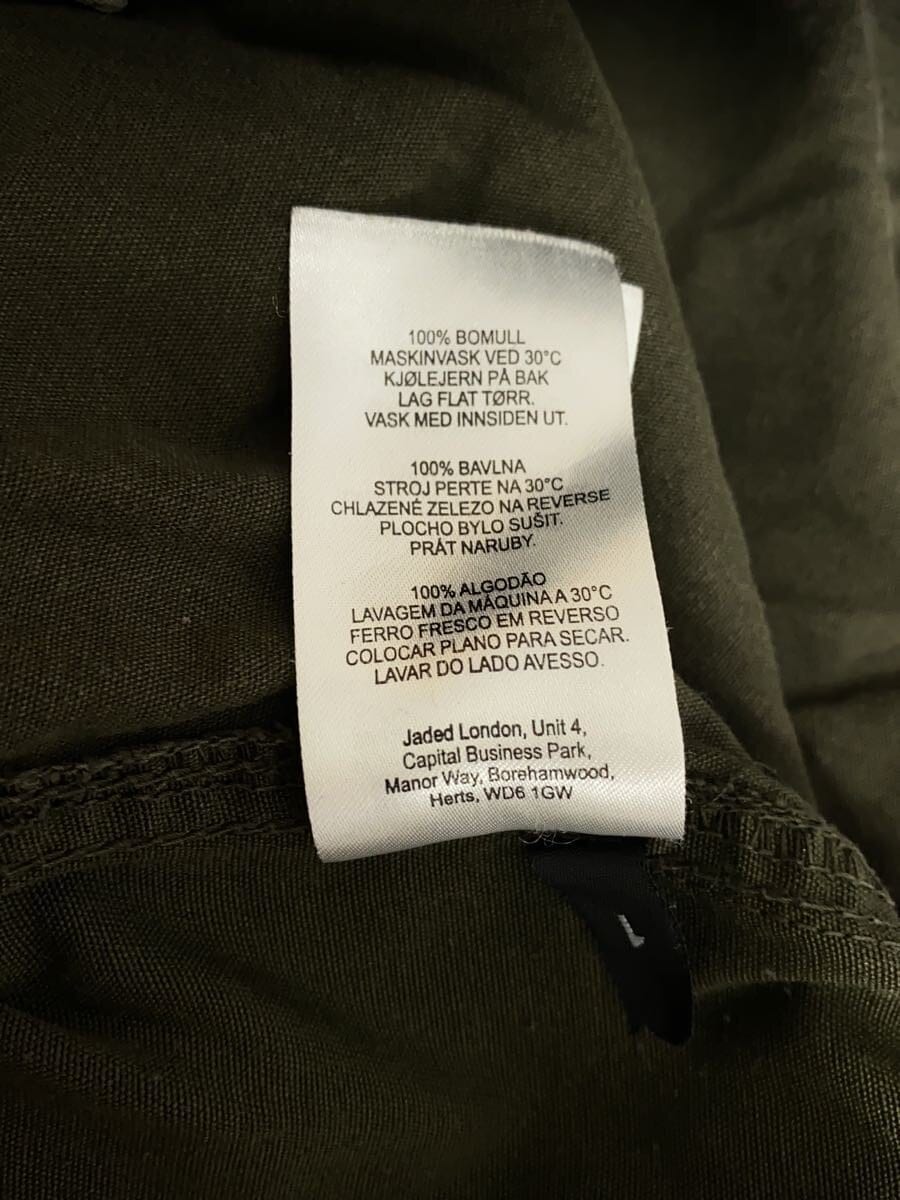 100% BOMULL
MASKINVASK VED 30°C
KJØLEJERN PÅ BAK
LAG FLAT TØRR.
VASK MED INNSIDEN UT.
100% BAVLNA
STROJ PERTE NA 30°C
CHLAZENÉ ZELEZO NA REVERSE
PLOCHO BYLO SUŠIT.
PRÁT NARUBY.
100% ALGODÃO
LAVAGEM DA MÁQUINA A 30°C
FERRO FRESCO EM REVERSO
COLOCAR PLANO PARA SECAR.
LAVAR DO LADO AVESSO.
Jaded London, Unit 4,
Capital Business Park,
Manor Way, Borehamwood,
Herts, WD6 1GW